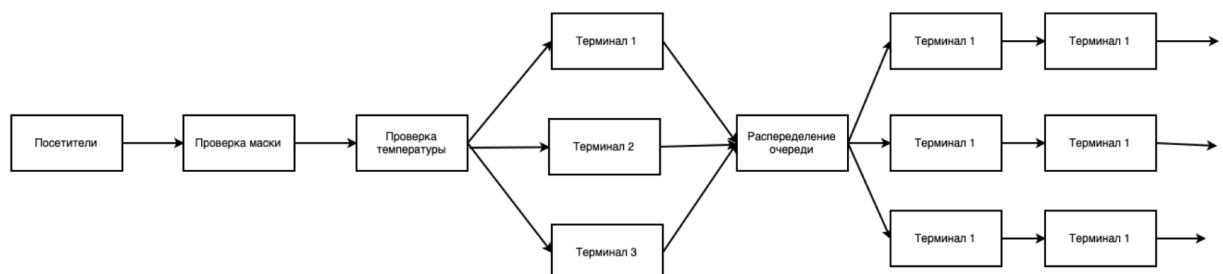 Посетители
Проверка маски
Проверка
температуры
Терминал 1
Терминал 2
Терминал 3
Распеределение
очереди
Терминал 1
Терминал 1
Терминал 1
Терминал 1
Терминал 1
Терминал 1